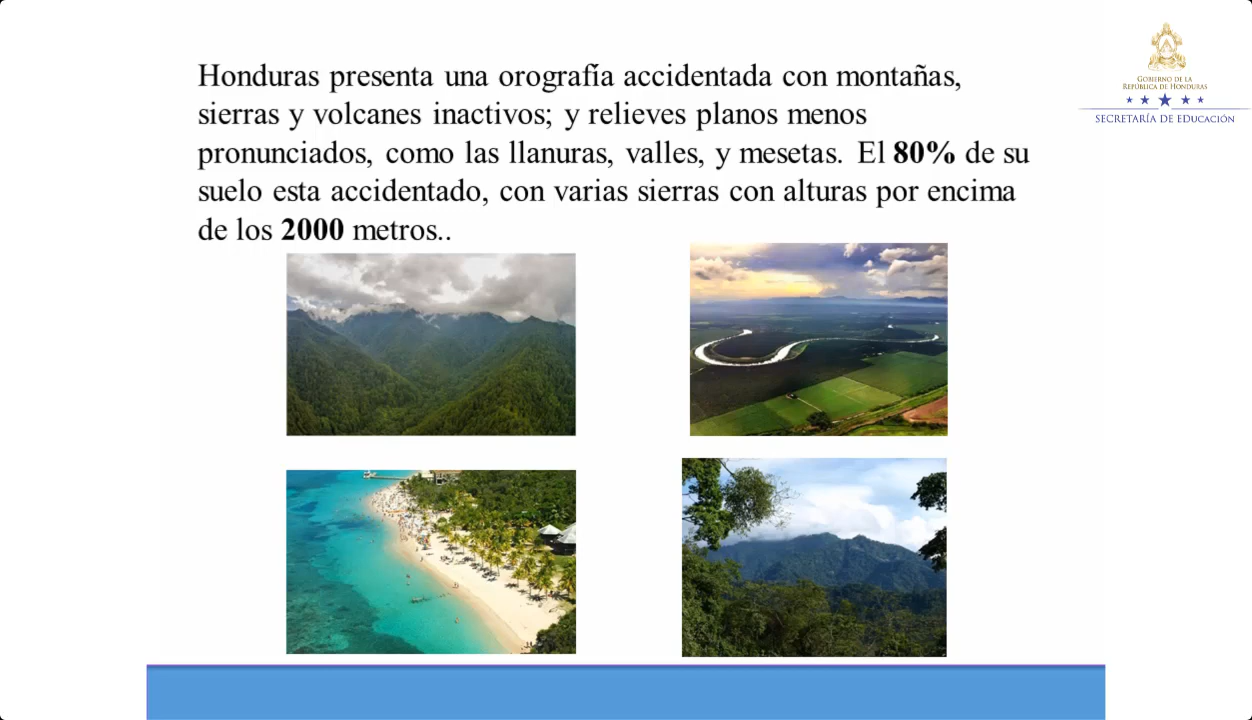 Honduras presenta una orografía accidentada con montañas,
sierras y volcanes inactivos; y relieves planos menos
pronunciados, como las llanuras, valles, y mesetas. El 80% de su
suelo esta accidentado, con varias sierras con alturas por encima
de los 2000 metros..
GOBIERNO DE LA
REPÚBLICA DE HONDURAS
SECRETARÍA DE EDUCACIÓN